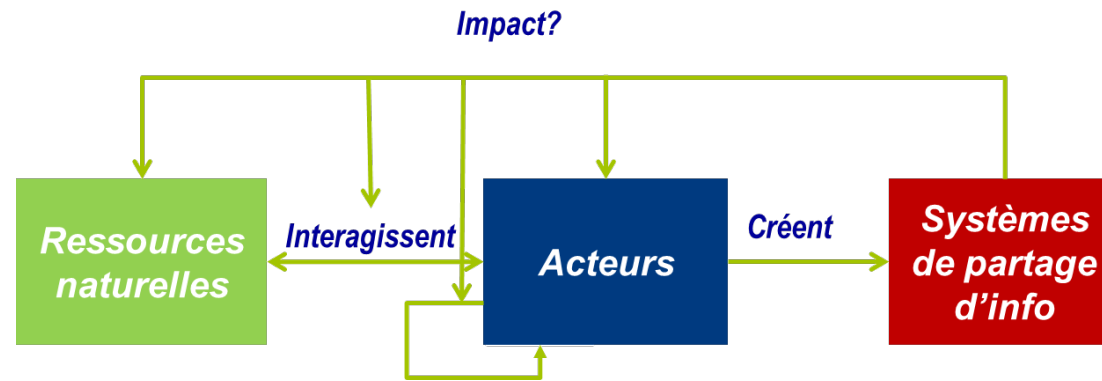 Impact?
Ressources
naturelles
Interagissent
Acteurs
Créent
Systèmes
de partage
d’info